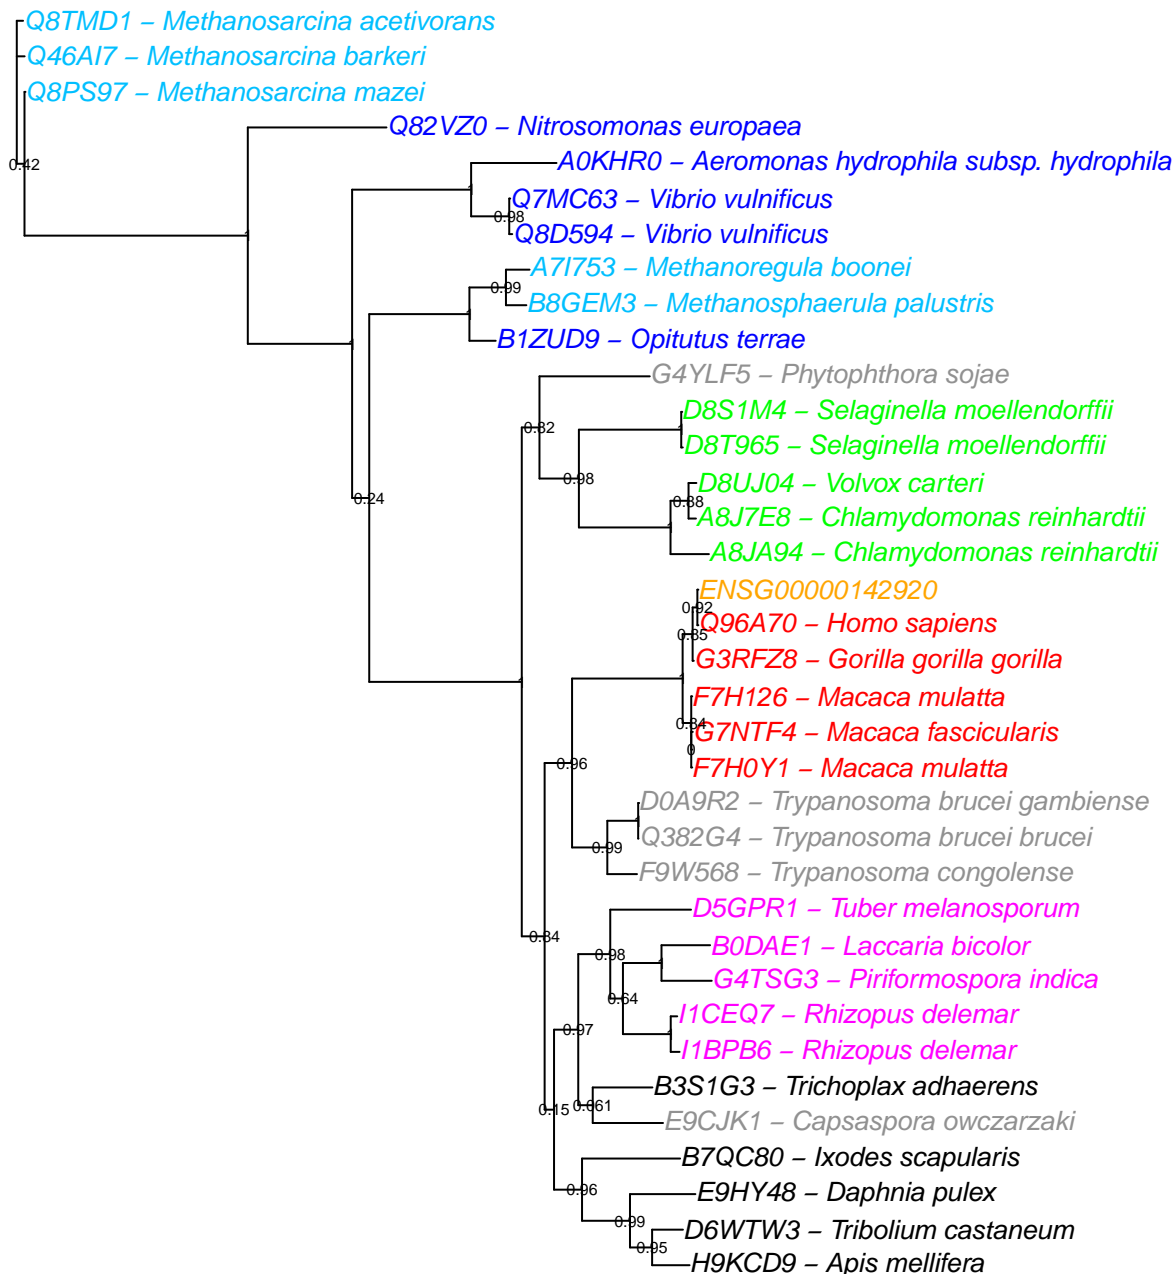 Q8TMD1 – Methanosarcina acetivorans
Q46AI7 – Methanosarcina barkeri
Q8PS97 – Methanosarcina mazei
Q82VZ0 – Nitrosomonas europaea
0.42
A0KHR0 – Aeromonas hydrophila subsp. hydrophila
Q7MC63 – Vibrio vulnificus
0.98
Q8D594 – Vibrio vulnificus
A7I753 – Methanoregula boonei
0.99
B8GEM3 – Methanosphaerula palustris
B1ZUD9 – Opitutus terrae
G4YLF5 – Phytophthora sojae
D8S1M4 – Selaginella moellendorffii
0.82
D8T965 – Selaginella moellendorffii
0.98
D8UJ04 – Volvox carteri
0.24
0.88
A8J7E8 – Chlamydomonas reinhardtii
A8JA94 – Chlamydomonas reinhardtii
ENSG00000142920
0.92
Q96A70 – Homo sapiens
0.85
G3RFZ8 – Gorilla gorilla gorilla
F7H126 – Macaca mulatta
0.84
G7NTF4 – Macaca fascicularis
0
0.96
F7H0Y1 – Macaca mulatta
D0A9R2 – Trypanosoma brucei gambiense
Q382G4 – Trypanosoma brucei brucei
0.99
F9W568 – Trypanosoma congolense
D5GPR1 – Tuber melanosporum
0.84
B0DAE1 – Laccaria bicolor
0.98
G4TSG3 – Piriformospora indica
0.64
I1CEQ7 – Rhizopus delemar
0.97
I1BPB6 – Rhizopus delemar
B3S1G3 – Trichoplax adhaerens
0.15
0.061
E9CJK1 – Capsaspora owczarzaki
B7QC80 – Ixodes scapularis
0.96
E9HY48 – Daphnia pulex
0.99
D6WTW3 – Tribolium castaneum
0.95
H9KCD9 – Apis mellifera